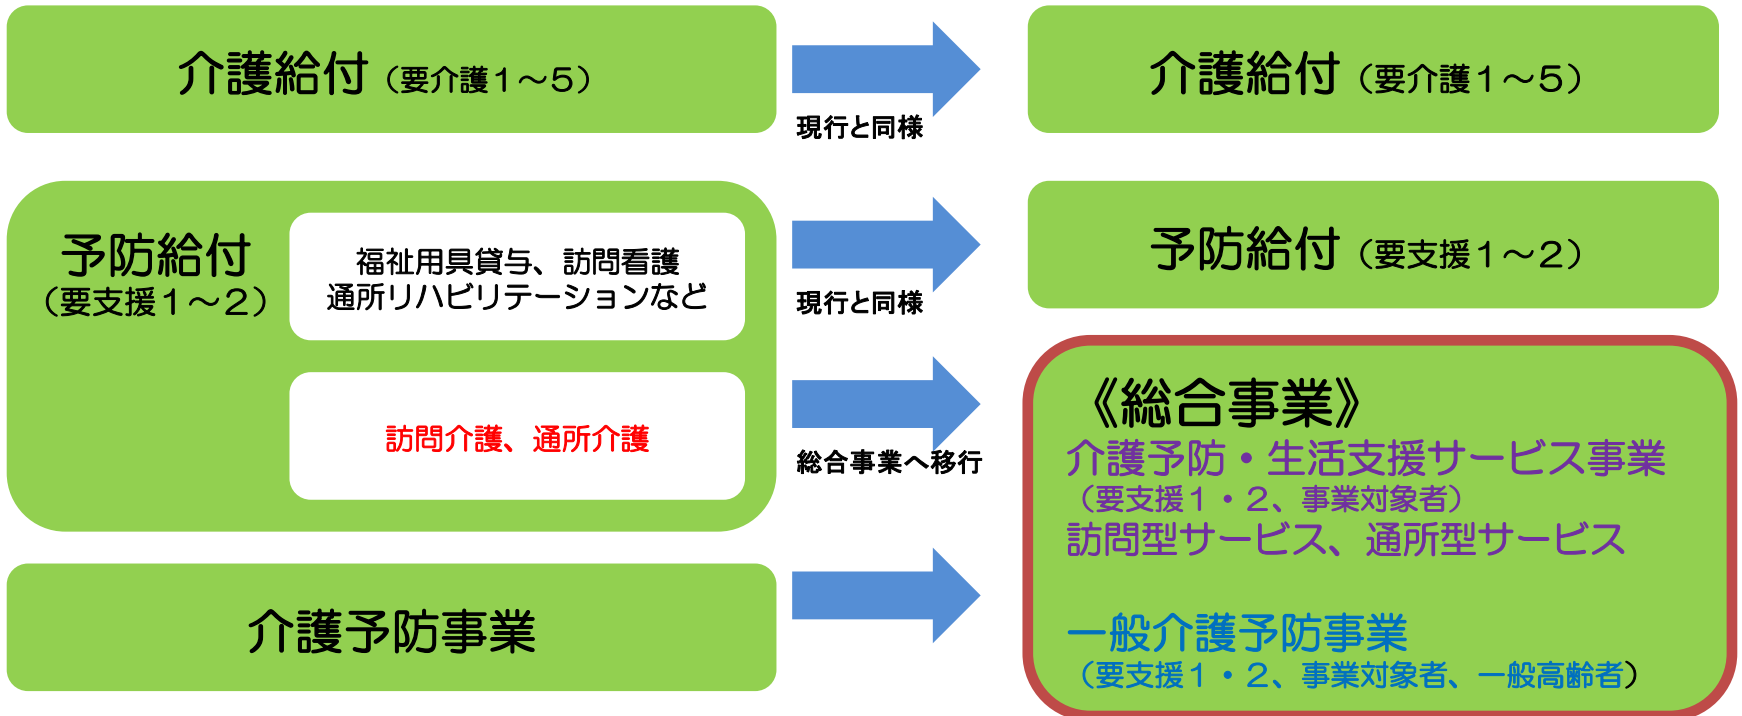 介護給付（要介護１～５）
現行と同様
介護給付（要介護１～５）
予防給付
（要支援１～２）
福祉用具貸与、訪問看護
通所リハビリテーションなど
現行と同様
予防給付（要支援１～２）
訪問介護、通所介護
総合事業へ移行
介護予防事業
《総合事業》
介護予防・生活支援サービス事業
（要支援１・２、事業対象者）
訪問型サービス、通所型サービス
一般介護予防事業
（要支援１・２、事業対象者、一般高齢者）